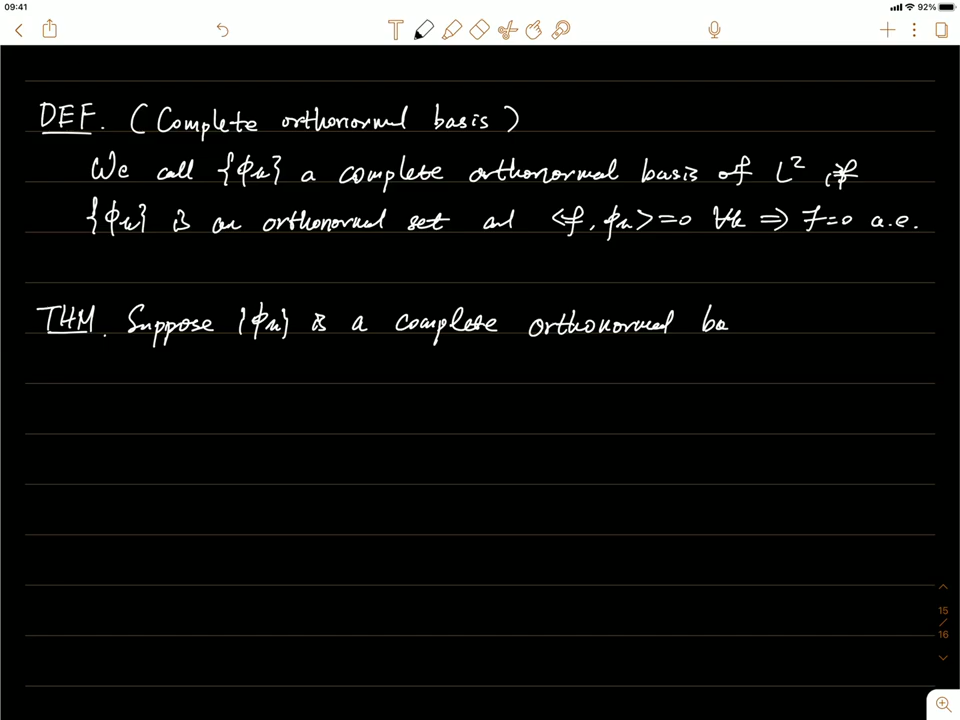 09:41
92%
DEF. (Complete orthonormal basis)
We call {ϕk} a complete orthonormal basis of L² if
{ϕk} is an orthonormal set and <f, ϕk>=0 ∀k ⇒ f=0 a.e.
THM. Suppose {ϕk} is a complete orthonormal ba
15
/
16